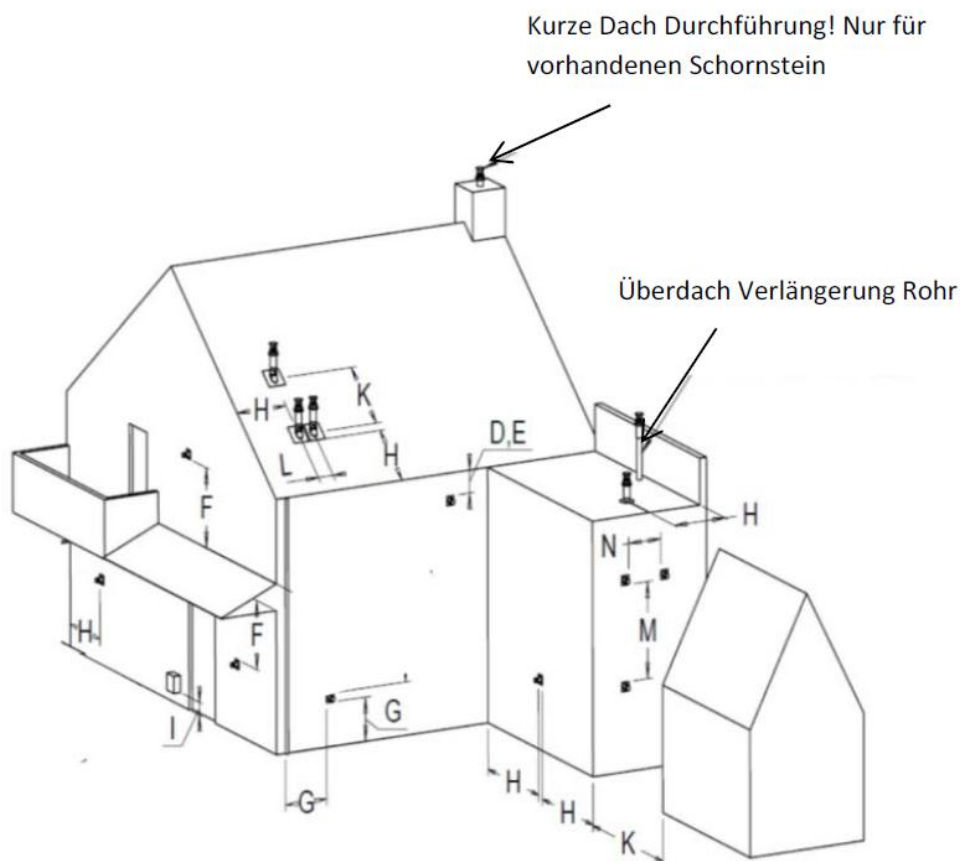 Kurze Dach Durchführung! Nur für
vorhandenen Schornstein
Überdach Verlängerung Rohr
K
H
D,E
L
H
F
H
N
M
F
H
G
I
G
H
H
K